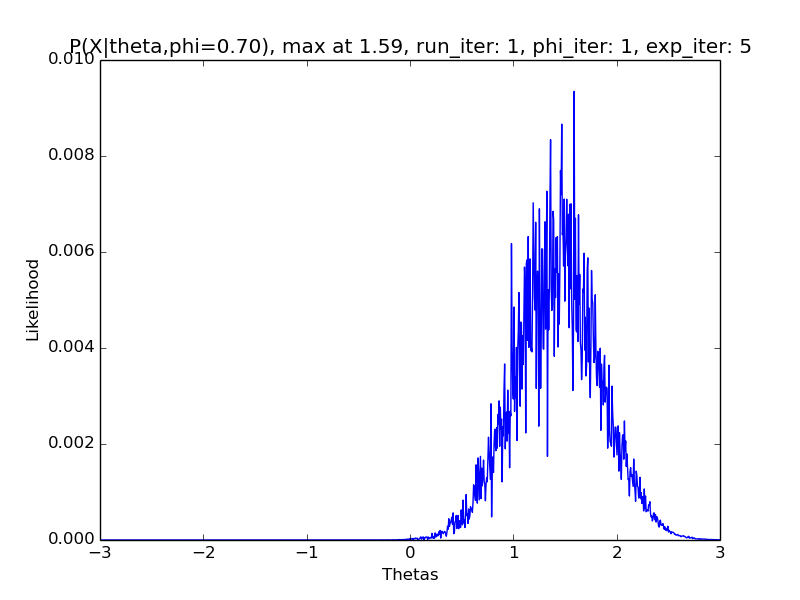 P(X|theta,phi=0.70), max at 1.59, run_iter: 1, phi_iter: 1, exp_iter: 5
0.010
0.008
0.006
0.004
0.002
0.000
Likelihood
−3 −2 −1 0 1 2 3
Thetas